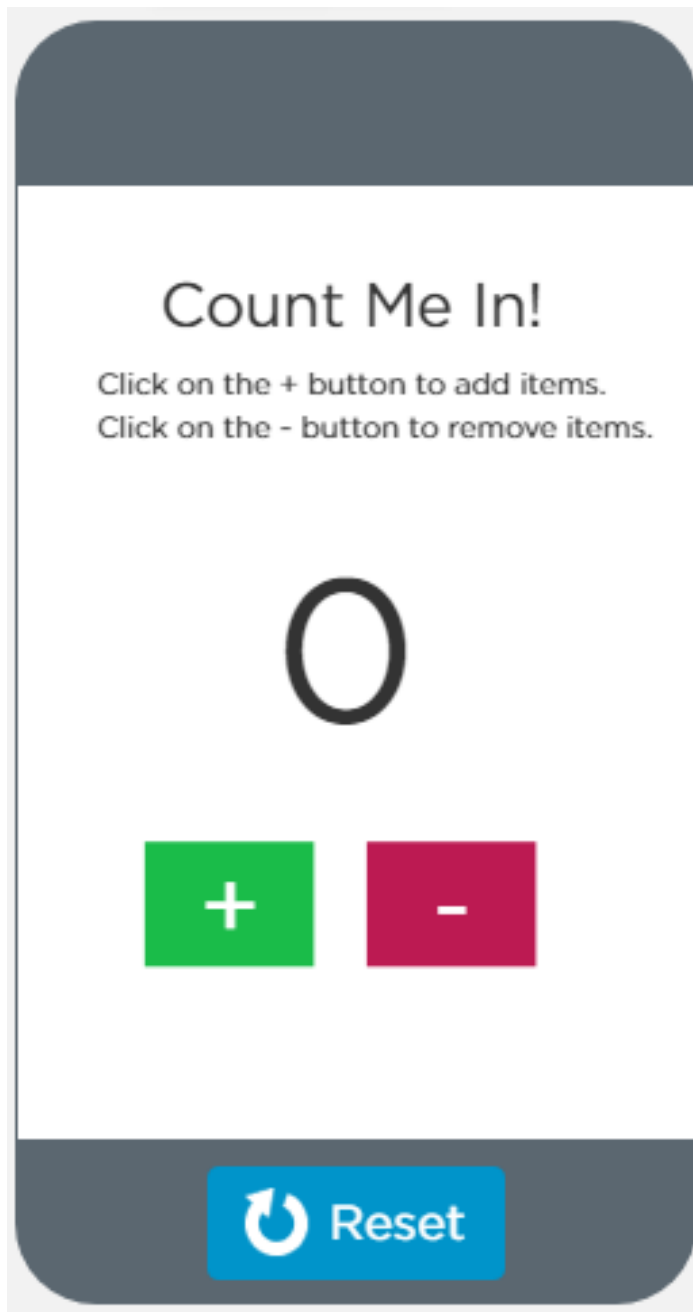 Count Me In!
Click on the + button to add items.
Click on the - button to remove items.
0
+ -
Reset